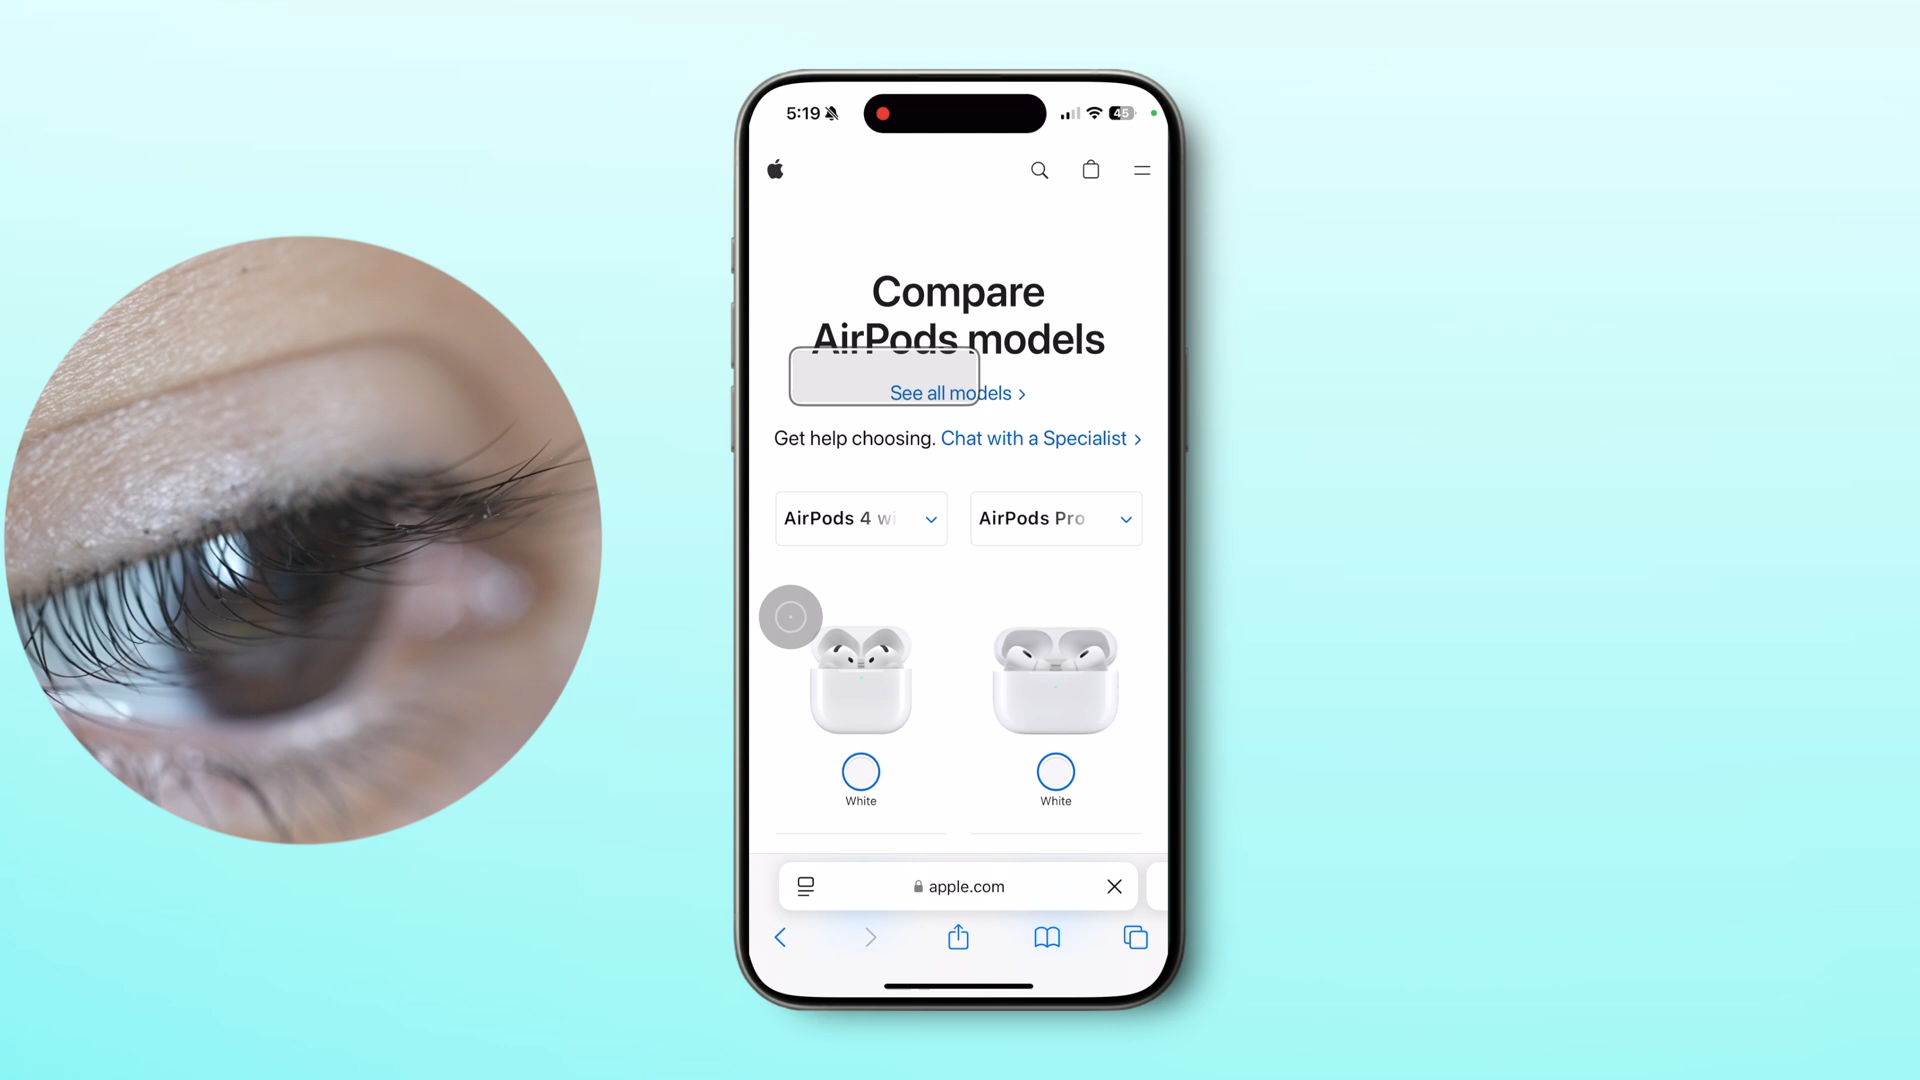 5:19
45
Compare
AirPods models
See all models >
Get help choosing. Chat with a Specialist >
AirPods 4 wi
AirPods Pro
White
White
apple.com